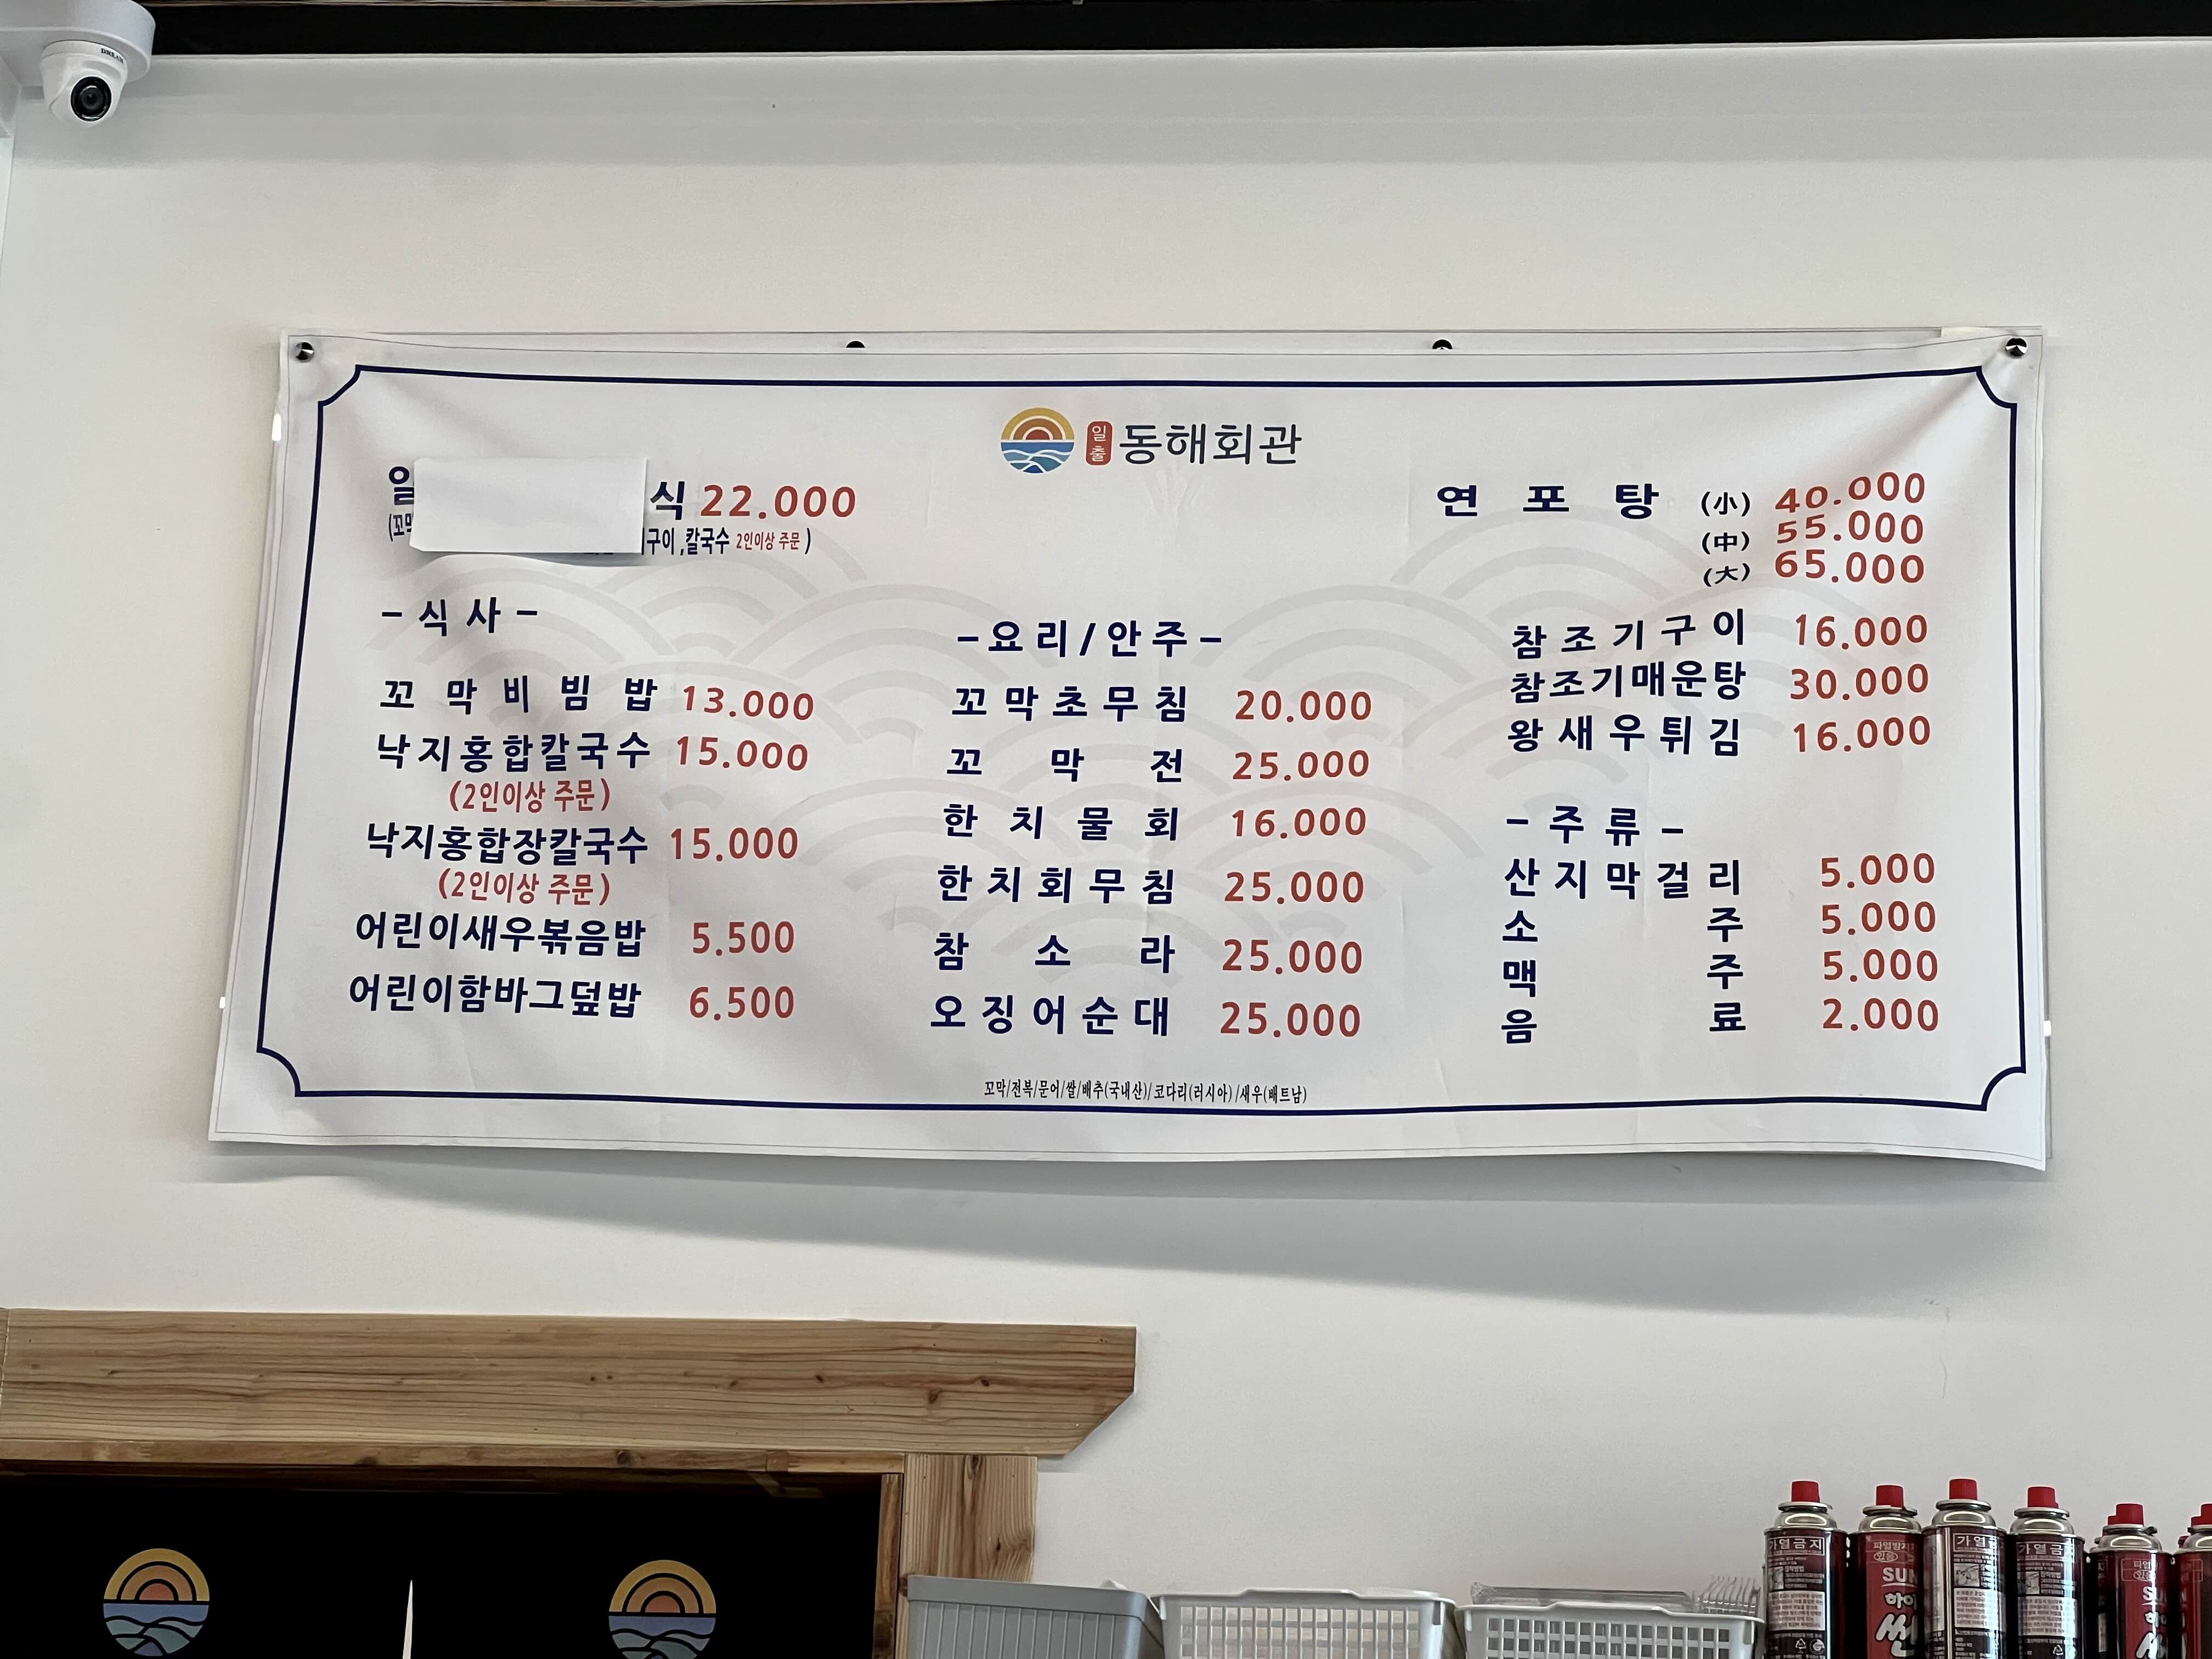 DREAM
일출 동해회관
일
식 22.000
(꼬막
구이 ,칼국수 2인이상 주문 )
- 식 사 -
꼬 막 비 빔 밥 13.000
낙지홍합칼국수 15.000
(2인이상 주문)
낙지홍합장칼국수 15.000
(2인이상 주문)
어린이새우볶음밥 5.500
어린이함바그덮밥 6.500
- 요 리 / 안 주 -
꼬막초무침 20.000
꼬 막 전 25.000
한 치 물 회 16.000
한치회무침 25.000
참 소 라 25.000
오징어순대 25.000
연 포 탕 (小) 40.000
(中) 55.000
(大) 65.000
참조기구이 16.000
참조기매운탕 30.000
왕새우튀김 16.000
- 주 류 -
산지막걸리 5.000
소 주 5.000
맥 주 5.000
음 료 2.000
꼬막/전복/문어/쌀/배추(국내산)/코다리(러시아)/새우(베트남)
가열금지